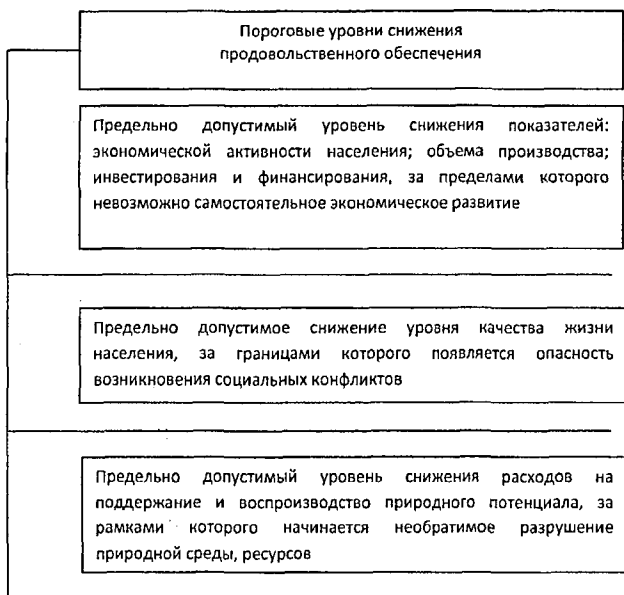 Пороговые уровни снижения
продовольственного обеспечения
Предельно допустимый уровень снижения показателей:
экономической активности населения; объема производства;
инвестирования и финансирования, за пределами которого
невозможно самостоятельное экономическое развитие
Предельно допустимое снижение уровня качества жизни
населения, за границами которого появляется опасность
возникновения социальных конфликтов
Предельно допустимый уровень снижения расходов на
поддержание и воспроизводство природного потенциала, за
рамками которого начинается необратимое разрушение
природной среды, ресурсов